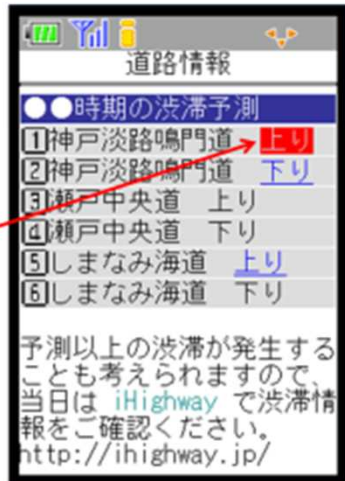 道路情報
●●時期の渋滞予測
1神戸淡路鳴門道 上り
2神戸淡路鳴門道 下り
3瀬戸中央道 上り
4瀬戸中央道 下り
5しまなみ海道 上り
6しまなみ海道 下り
予測以上の渋滞が発生する
ことも考えられますので、
当日は iHighway で渋滞情
報をご確認ください。
http://ihighway.jp/